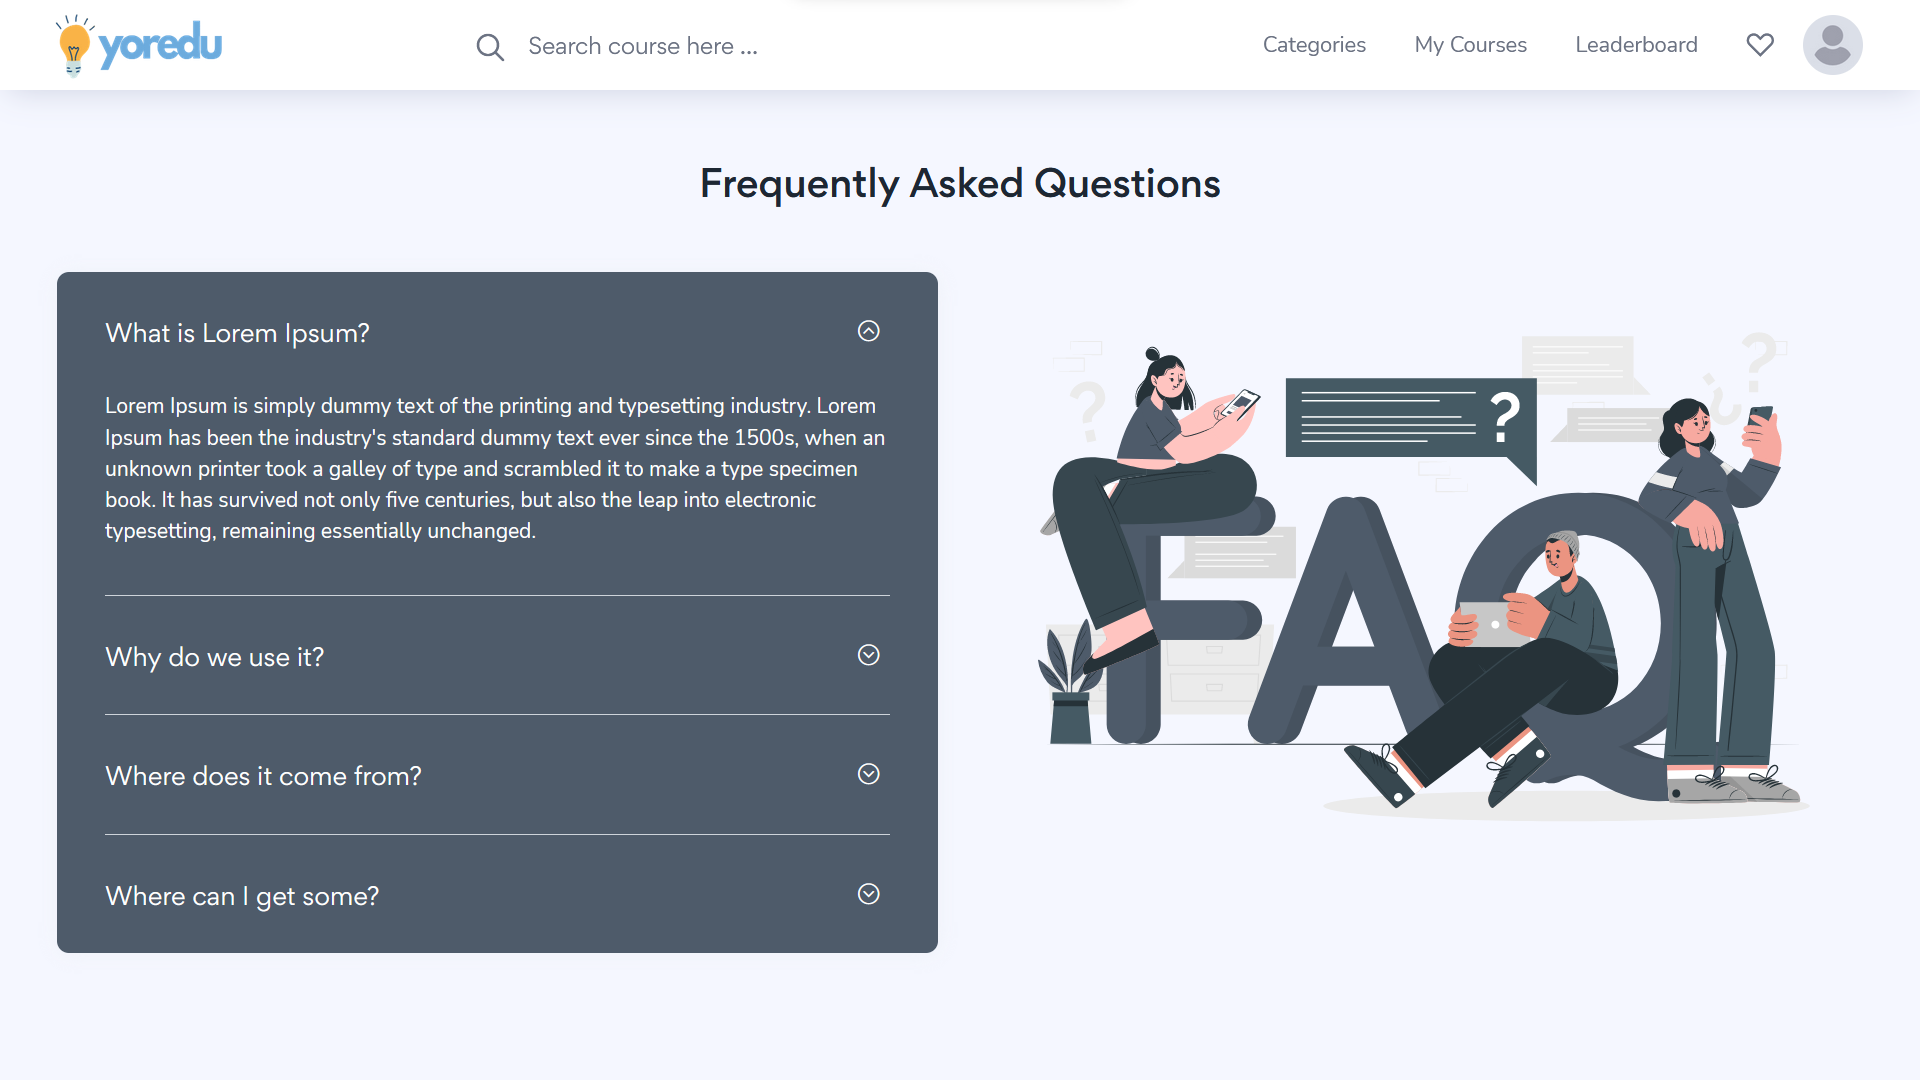 yoredu
Search course here ...
Categories
My Courses
Leaderboard
Frequently Asked Questions
What is Lorem Ipsum?
Lorem Ipsum is simply dummy text of the printing and typesetting industry. Lorem
Ipsum has been the industry's standard dummy text ever since the 1500s, when an
unknown printer took a galley of type and scrambled it to make a type specimen
book. It has survived not only five centuries, but also the leap into electronic
typesetting, remaining essentially unchanged.
Why do we use it?
Where does it come from?
Where can I get some?
?
?
?
¿
FAQ